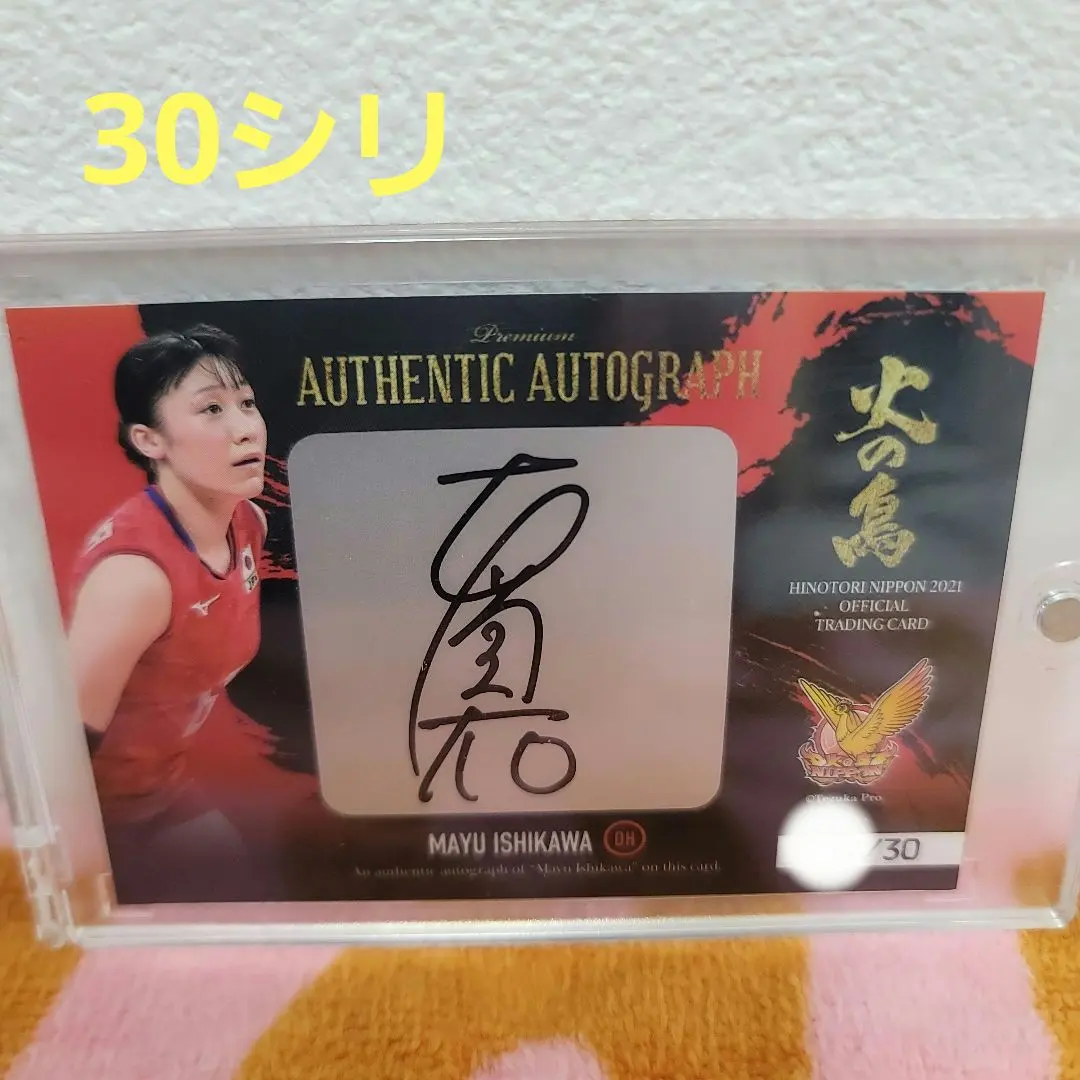 30シリ
Premium
AUTHENTIC AUTOGRAPH
火の鳥
HINOTORI NIPPON 2021
OFFICIAL
TRADING CARD
NIPPON
©Tezuka Pro.
MAYU ISHIKAWA OH
An authentic autograph of "Mayu Ishikawa" on this card.
/30